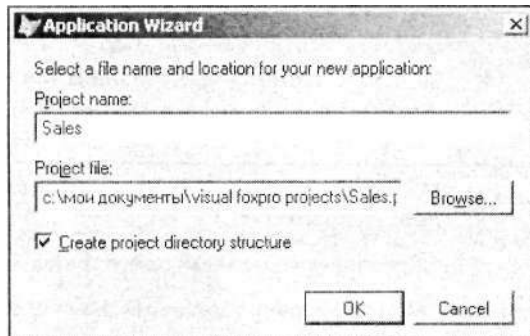 Application Wizard
Select a file name and location for your new application:
Project name:
Sales
Project file:
c:\мои документы\visual foxpro projects\Sales.p
Browse...
Create project directory structure
OK
Cancel